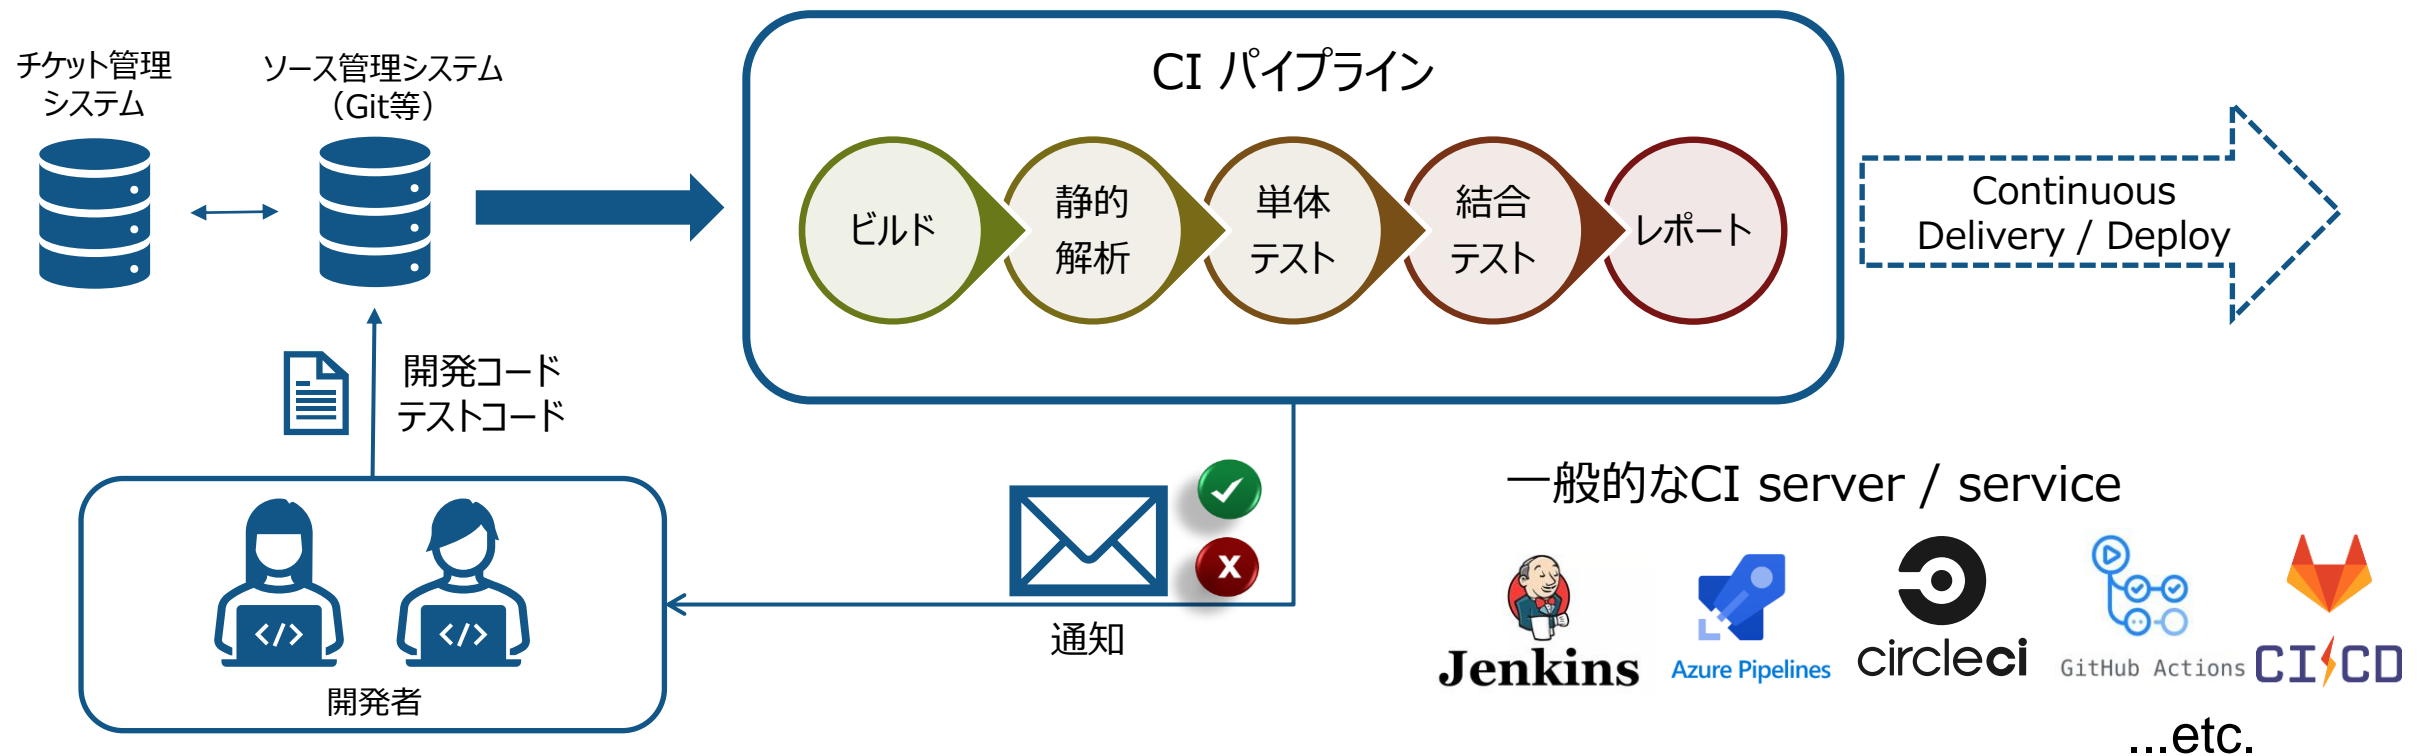 チケット管理
システム
ソース管理システム
（Git等）
CI パイプライン
ビルド
静的
解析
単体
テスト
結合
テスト
レポート
Continuous
Delivery / Deploy
開発コード
テストコード
</>
</>
開発者
X
通知
一般的なCI server / service
Jenkins
Azure Pipelines
circleci
GitHub Actions
CI CD
...etc.